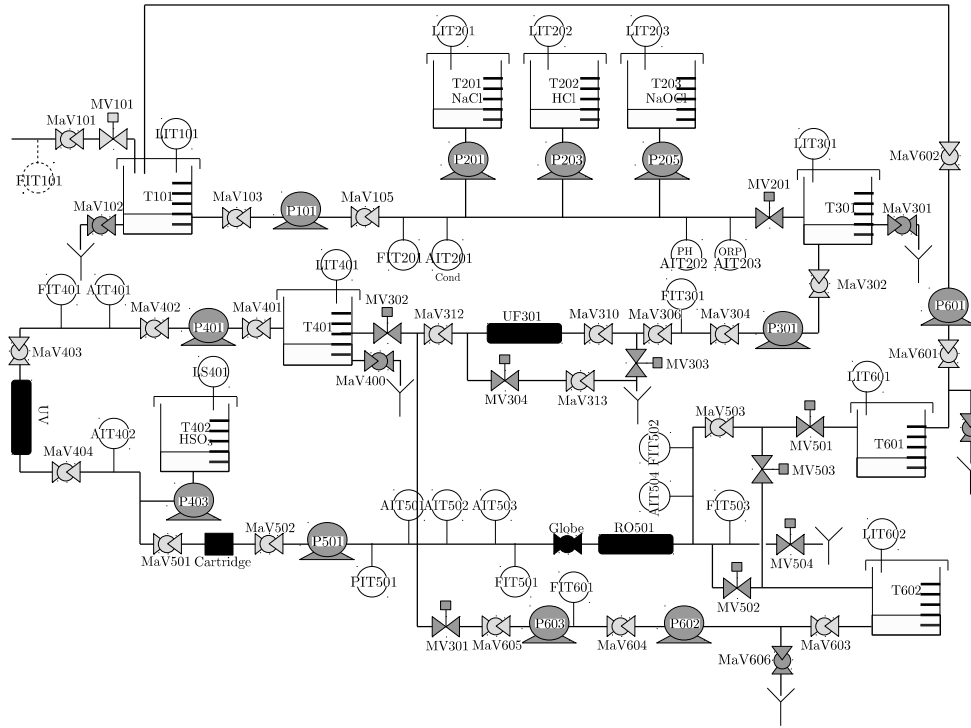 LIT201
LIT202
LIT203
T201
NaCl
T202
HCl
T203
NaOCl
MV101
MaV101
LIT101
FIT101
P201
P203
P205
LIT301
MaV602
MaV102
T101
MaV103
P101
MaV105
MV201
T301
MaV301
FIT201
AIT201
Cond
PH
AIT202
ORP
AIT203
LIT401
FIT401
AIT401
MaV402
P401
MaV401
T401
MV302
MaV312
UF301
MaV310
FIT301
MaV306
MaV304
P301
MaV302
P601
MaV403
MaV400
MV304
MaV313
MV303
MaV601
LS401
LIT601
UV
T402
HSO3
AIT402
MaV404
P403
FIT502
AIT504
MaV503
MV501
T601
MV503
AIT501
AIT502
AIT503
FIT503
MaV501
Cartridge
MaV502
P501
PIT501
FIT501
Globe
RO501
MV504
LIT602
FIT601
MV502
T602
MV301
MaV605
P603
MaV604
P602
MaV603
MaV606